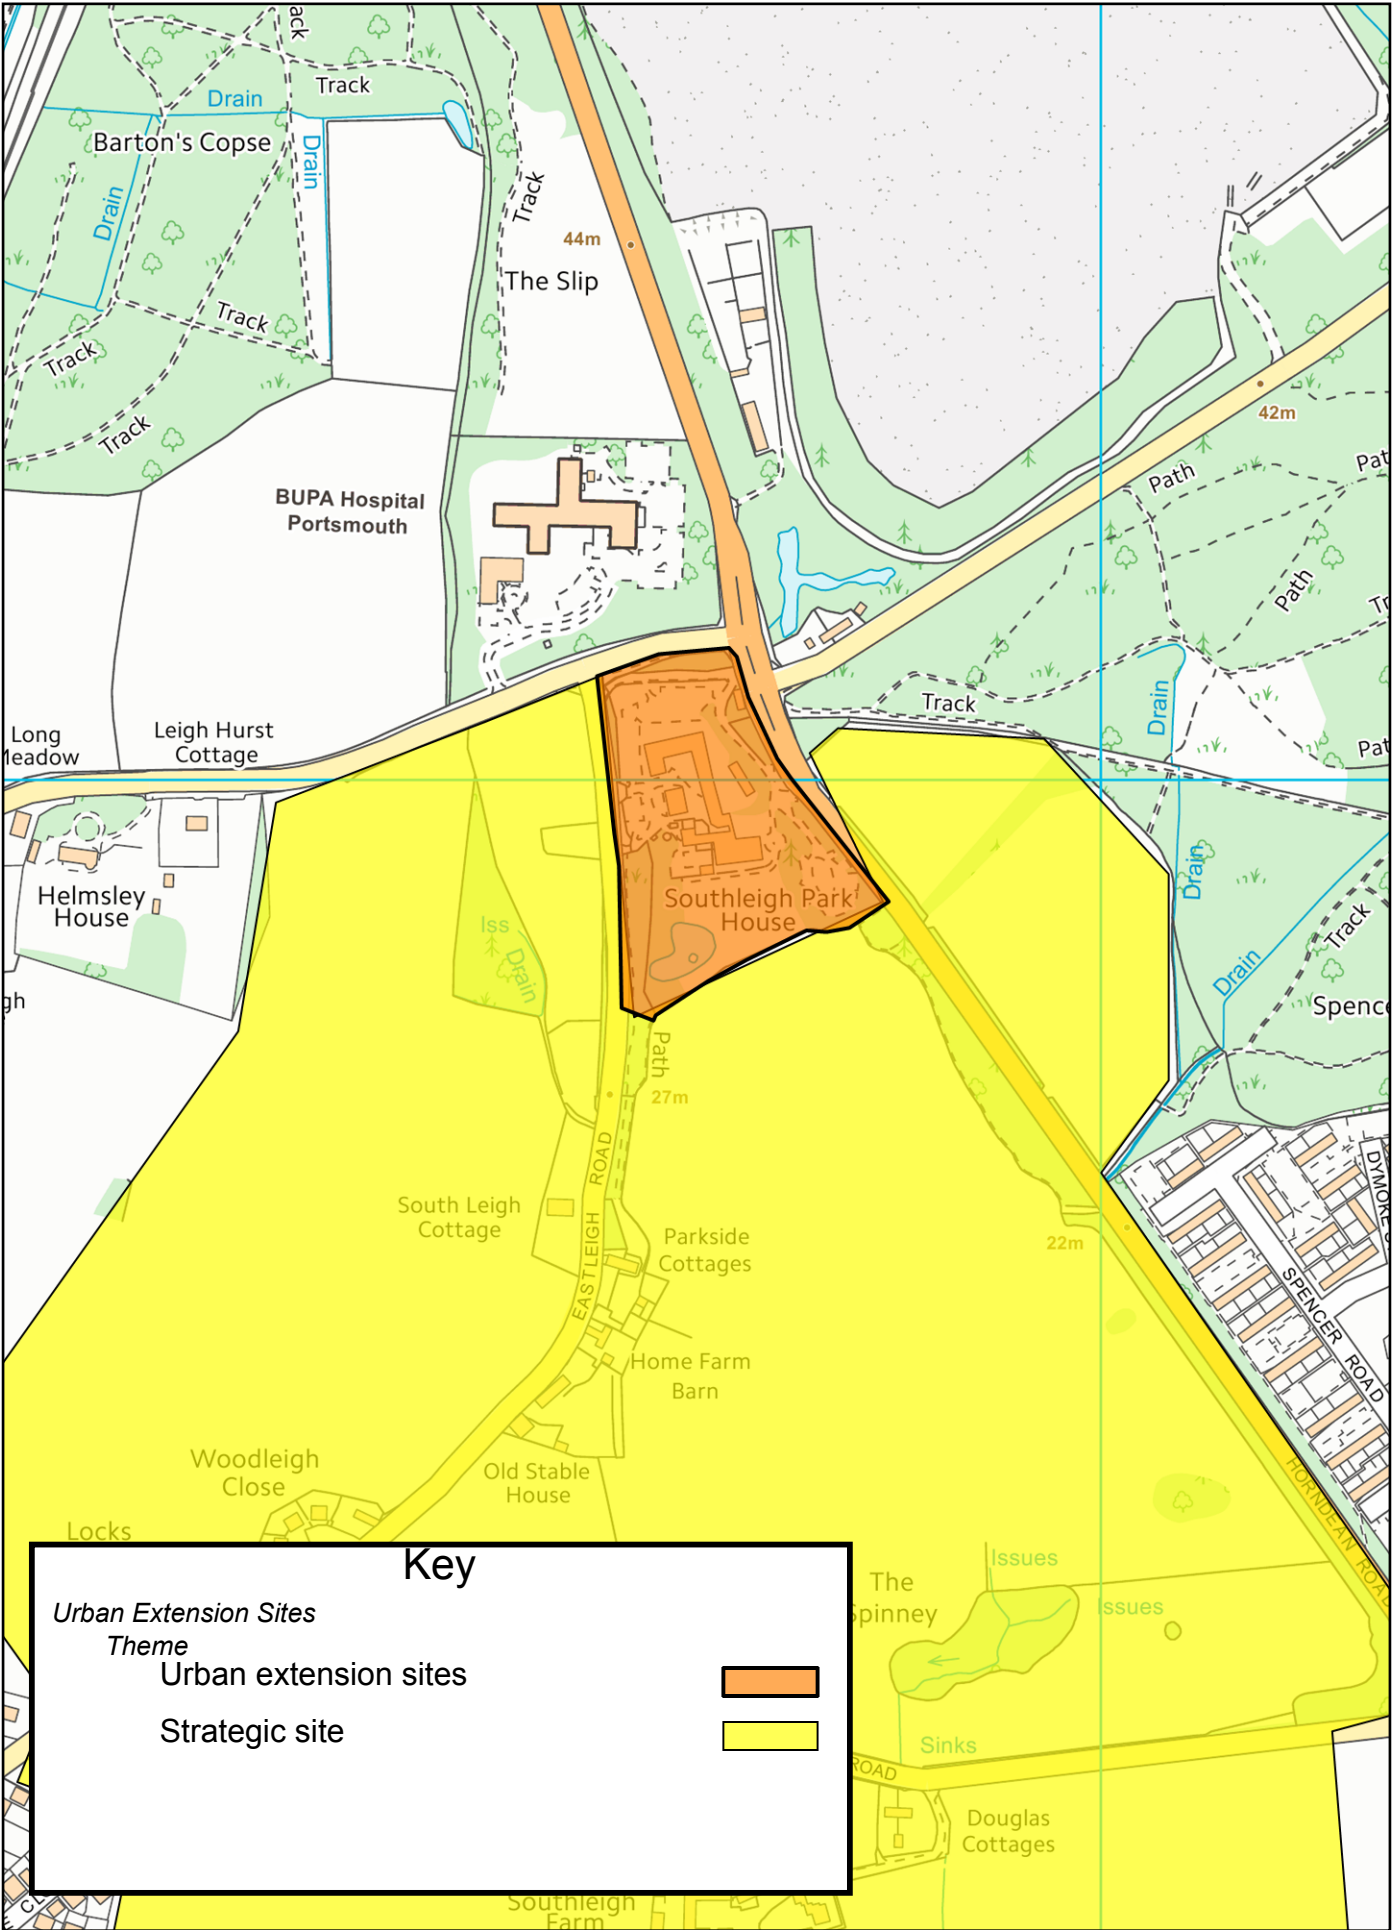 ack
Track
Drain
Barton's Copse
Drain
Drain
Track
44m
The Slip
Track
Track
Track
42m
Path
Pat
BUPA Hospital
Portsmouth
Path
Tr
Track
Drain
Pat
Long
Meadow
Leigh Hurst
Cottage
Helmsley
House
Southleigh Park
House
Iss
Drain
Drain
Drain
Track
gh
Spence
Path
27m
EASTLEIGH ROAD
South Leigh
Cottage
Parkside
Cottages
22m
DYMOKE
SPENCER ROAD
Home Farm
Barn
Woodleigh
Close
Old Stable
House
HORNDEAN ROAD
Locks
Key
Urban Extension Sites
Theme
Urban extension sites
Strategic site
The
Spinney
Issues
Issues
Sinks
ROAD
Douglas
Cottages
Southleigh
Farm
E CL